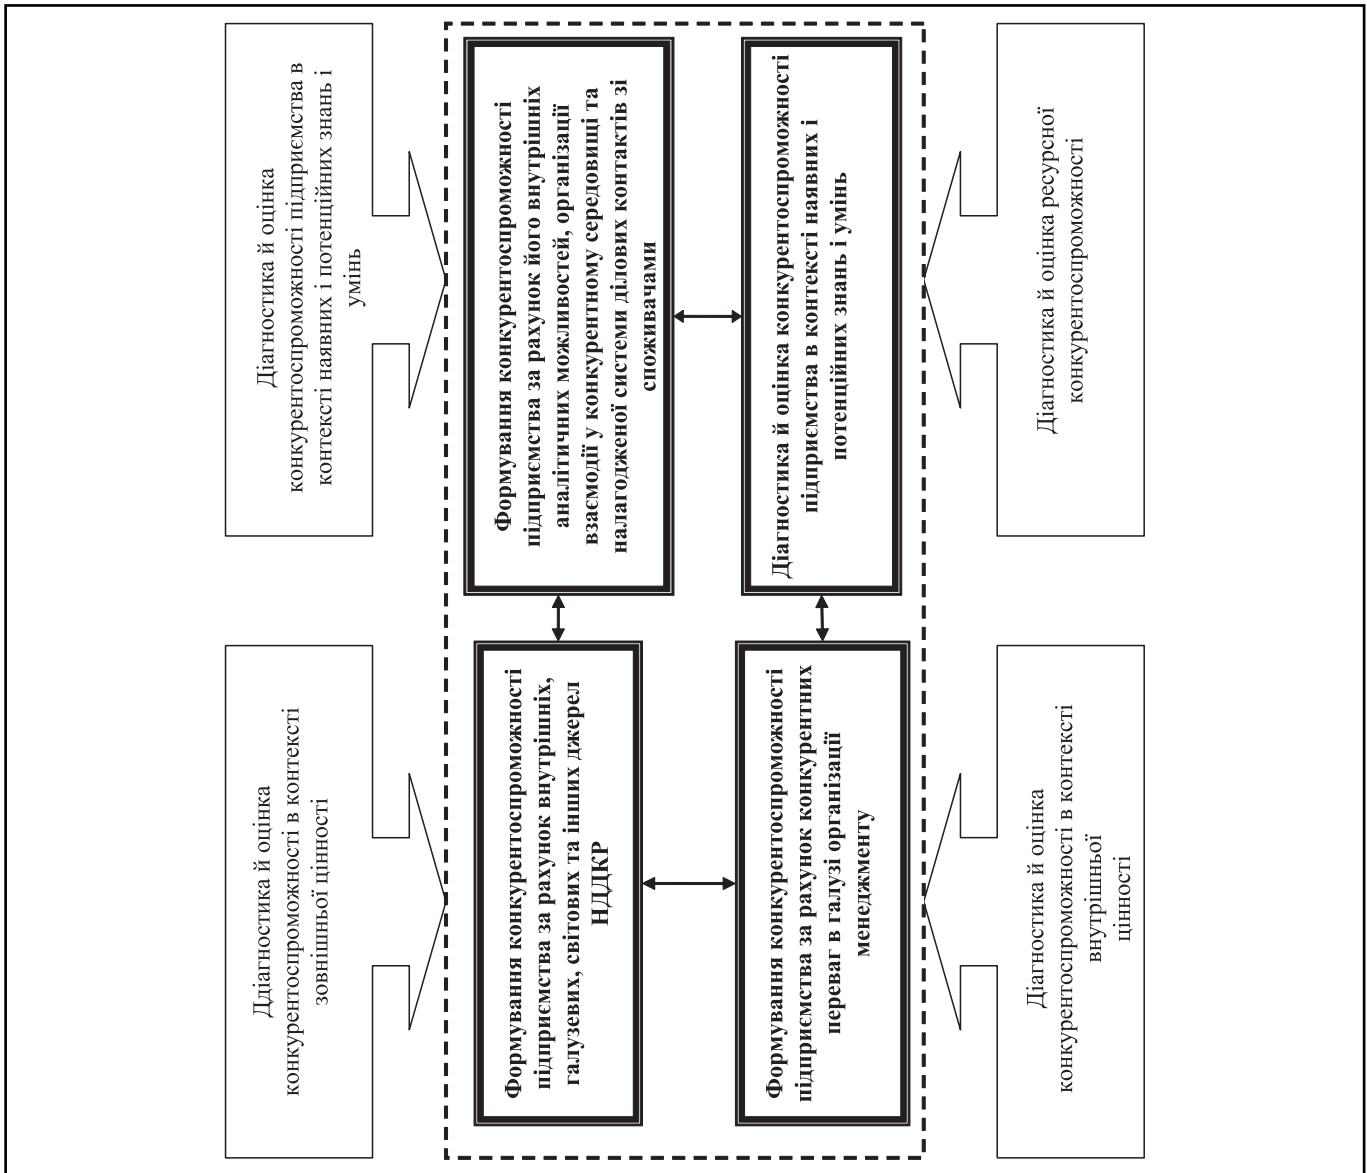 Ддіагностика й оцінка
конкурентоспроможності в контексті
зовнішньої цінності
Діагностика й оцінка
конкурентоспроможності підприємства в
контексті наявних і потенційних знань і
умінь
Формування конкурентоспроможності
підприємства за рахунок внутрішніх,
галузевих, світових та інших джерел
НДДКР
Формування конкурентоспроможності
підприємства за рахунок його внутрішніх
аналітичних можливостей, організації
взаємодії у конкурентному середовищі та
налагодженої системи ділових контактів зі
споживачами
Формування конкурентоспроможності
підприємства за рахунок конкурентних
переваг в галузі організації
менеджменту
Діагностика й оцінка конкурентоспроможності
підприємства в контексті наявних і
потенційних знань і умінь
Діагностика й оцінка
конкурентоспроможності в контексті
внутрішньої
цінності
Діагностика й оцінка ресурсної
конкурентоспроможності